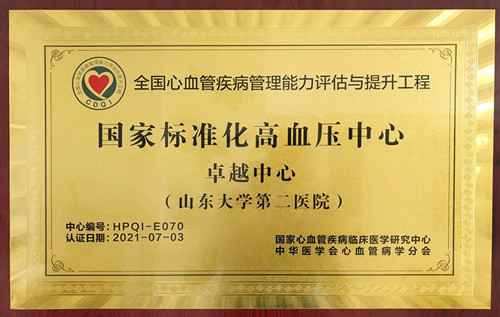 全国心血管疾病管理能力评估与提升工程
CDQI
国家标准化高血压中心
卓越中心
（山东大学第二医院）
中心编号：HPQI-E070
认证日期：2021-07-03
国家心血管疾病临床医学研究中心
中华医学会心血管病学分会